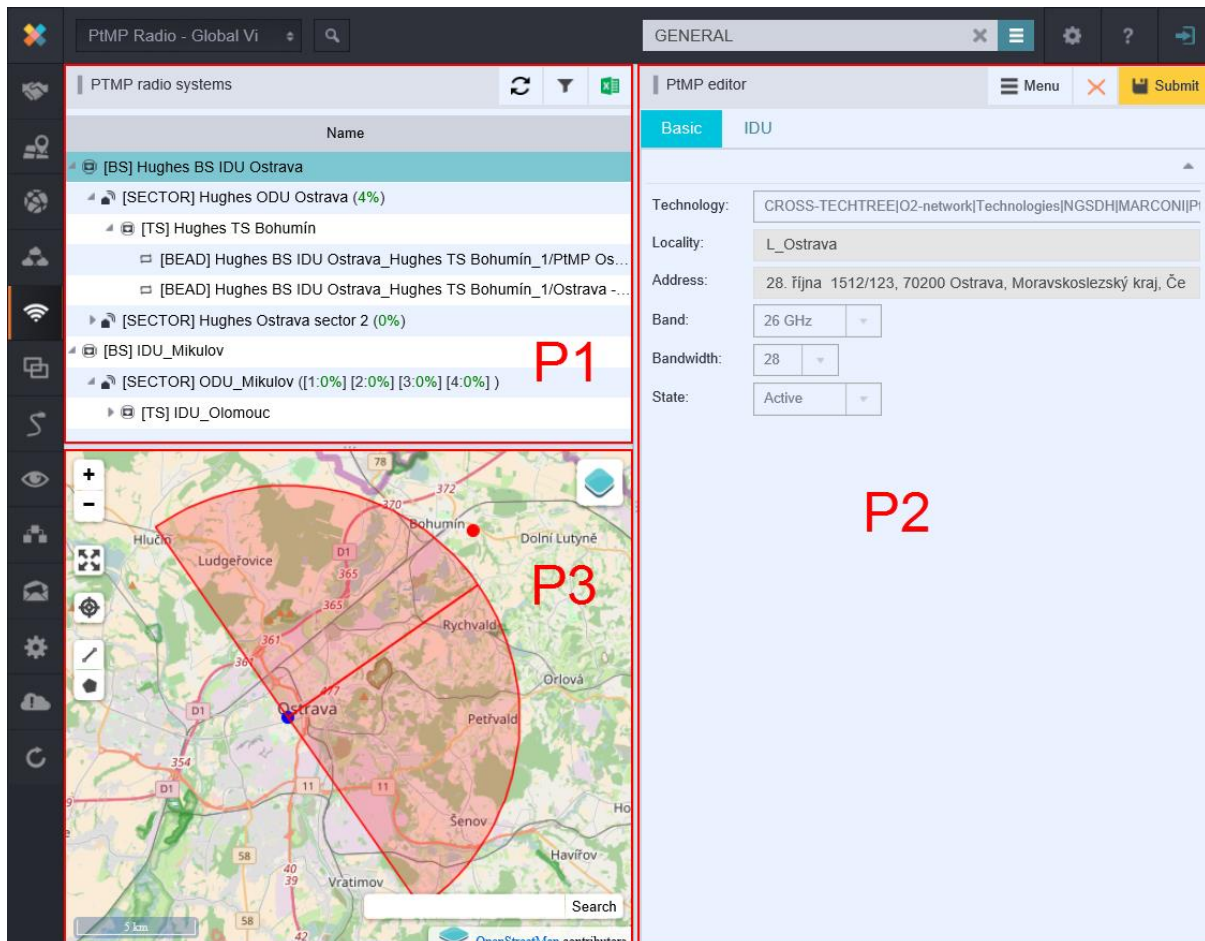 PtMP Radio - Global Vi
GENERAL
?
PTMP radio systems
Name
[BS] Hughes BS IDU Ostrava
[SECTOR] Hughes ODU Ostrava (4%)
[TS] Hughes TS Bohumín
[BEAD] Hughes BS IDU Ostrava_Hughes TS Bohumín_1/PtMP Os...
[BEAD] Hughes BS IDU Ostrava_Hughes TS Bohumín_1/Ostrava -...
[SECTOR] Hughes Ostrava sector 2 (0%)
[BS] IDU_Mikulov
[SECTOR] ODU_Mikulov ([1:0%] [2:0%] [3:0%] [4:0%] )
[TS] IDU_Olomouc
P1
PtMP editor
Menu
Submit
Basic IDU
Technology: CROSS-TECHTREE|O2-network|Technologies|NGSDH|MARCONI|Pt
Locality: L_Ostrava
Address: 28. října 1512/123, 70200 Ostrava, Moravskoslezský kraj, Če
Band: 26 GHz
Bandwidth: 28
State: Active
P2
+
-
78
372
370
Bohumín
Hlučín
D1
Dolní Lutyně
Ludgeřovice
365
P3
365
361
Rychvald
361
477
Orlová
D1
Ostrava
Petřvald
354
D1
11
11
Šenov
58
Havířov
40
39
Vratimov
Search
5 km
58
42
OpenStreetMap contributors